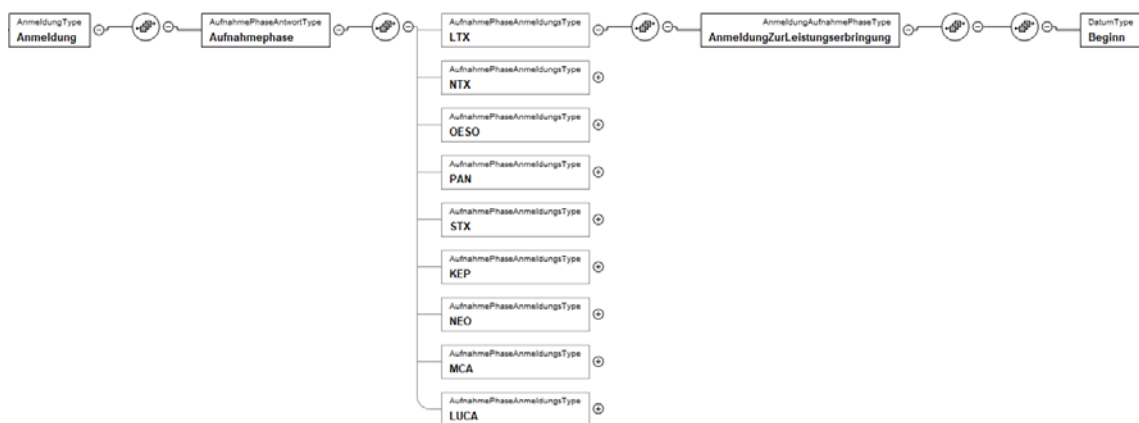 AnmeldungType
Anmeldung
AufnahmePhaseAntwortType
Aufnahmephase
AufnahmePhaseAnmeldungsType
LTX
AnmeldungAufnahmePhaseType
AnmeldungZurLeistungserbringung
DatumType
Beginn
AufnahmePhaseAnmeldungsType
NTX
AufnahmePhaseAnmeldungsType
OESO
AufnahmePhaseAnmeldungsType
PAN
AufnahmePhaseAnmeldungsType
STX
AufnahmePhaseAnmeldungsType
KEP
AufnahmePhaseAnmeldungsType
NEO
AufnahmePhaseAnmeldungsType
MCA
AufnahmePhaseAnmeldungsType
LUCA